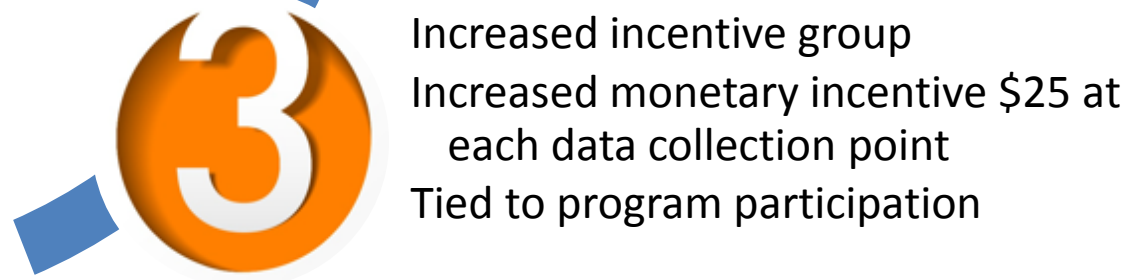 3
Increased incentive group
Increased monetary incentive $25 at
each data collection point
Tied to program participation